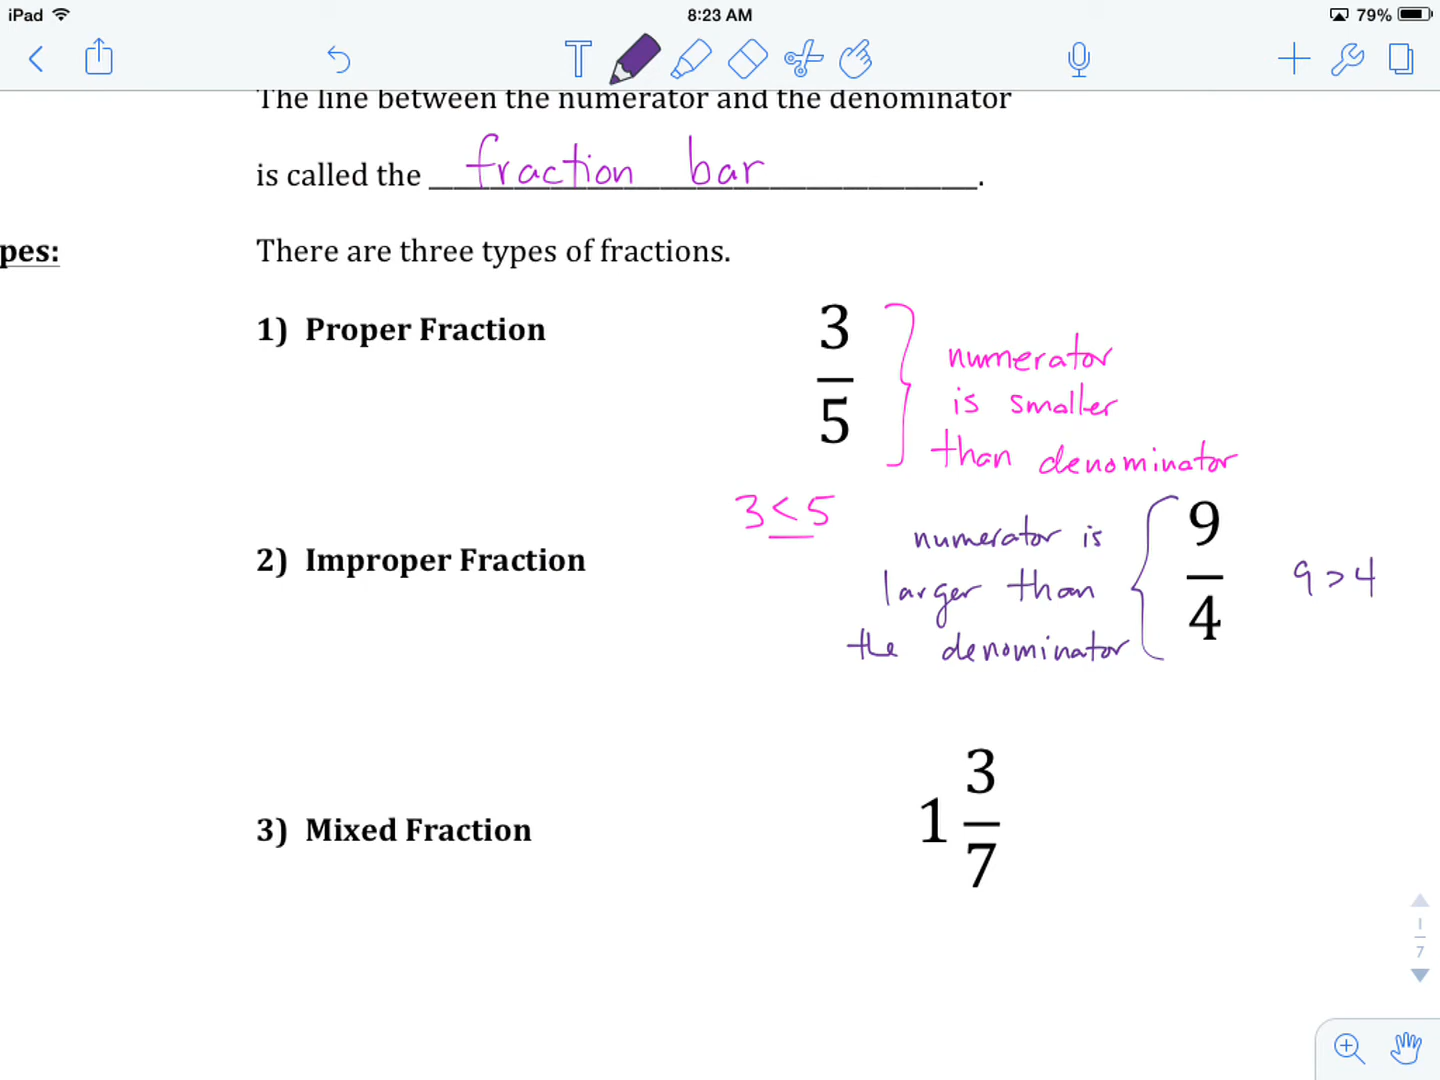 iPad 8:23 AM 79%
The line between the numerator and the denominator
is called the fraction bar.
pes: There are three types of fractions.
1) Proper Fraction
3
5
numerator
is smaller
than denominator
3 < 5
2) Improper Fraction
numerator is
larger than
the denominator
9
4
9 > 4
3) Mixed Fraction
1 3
7
1
7